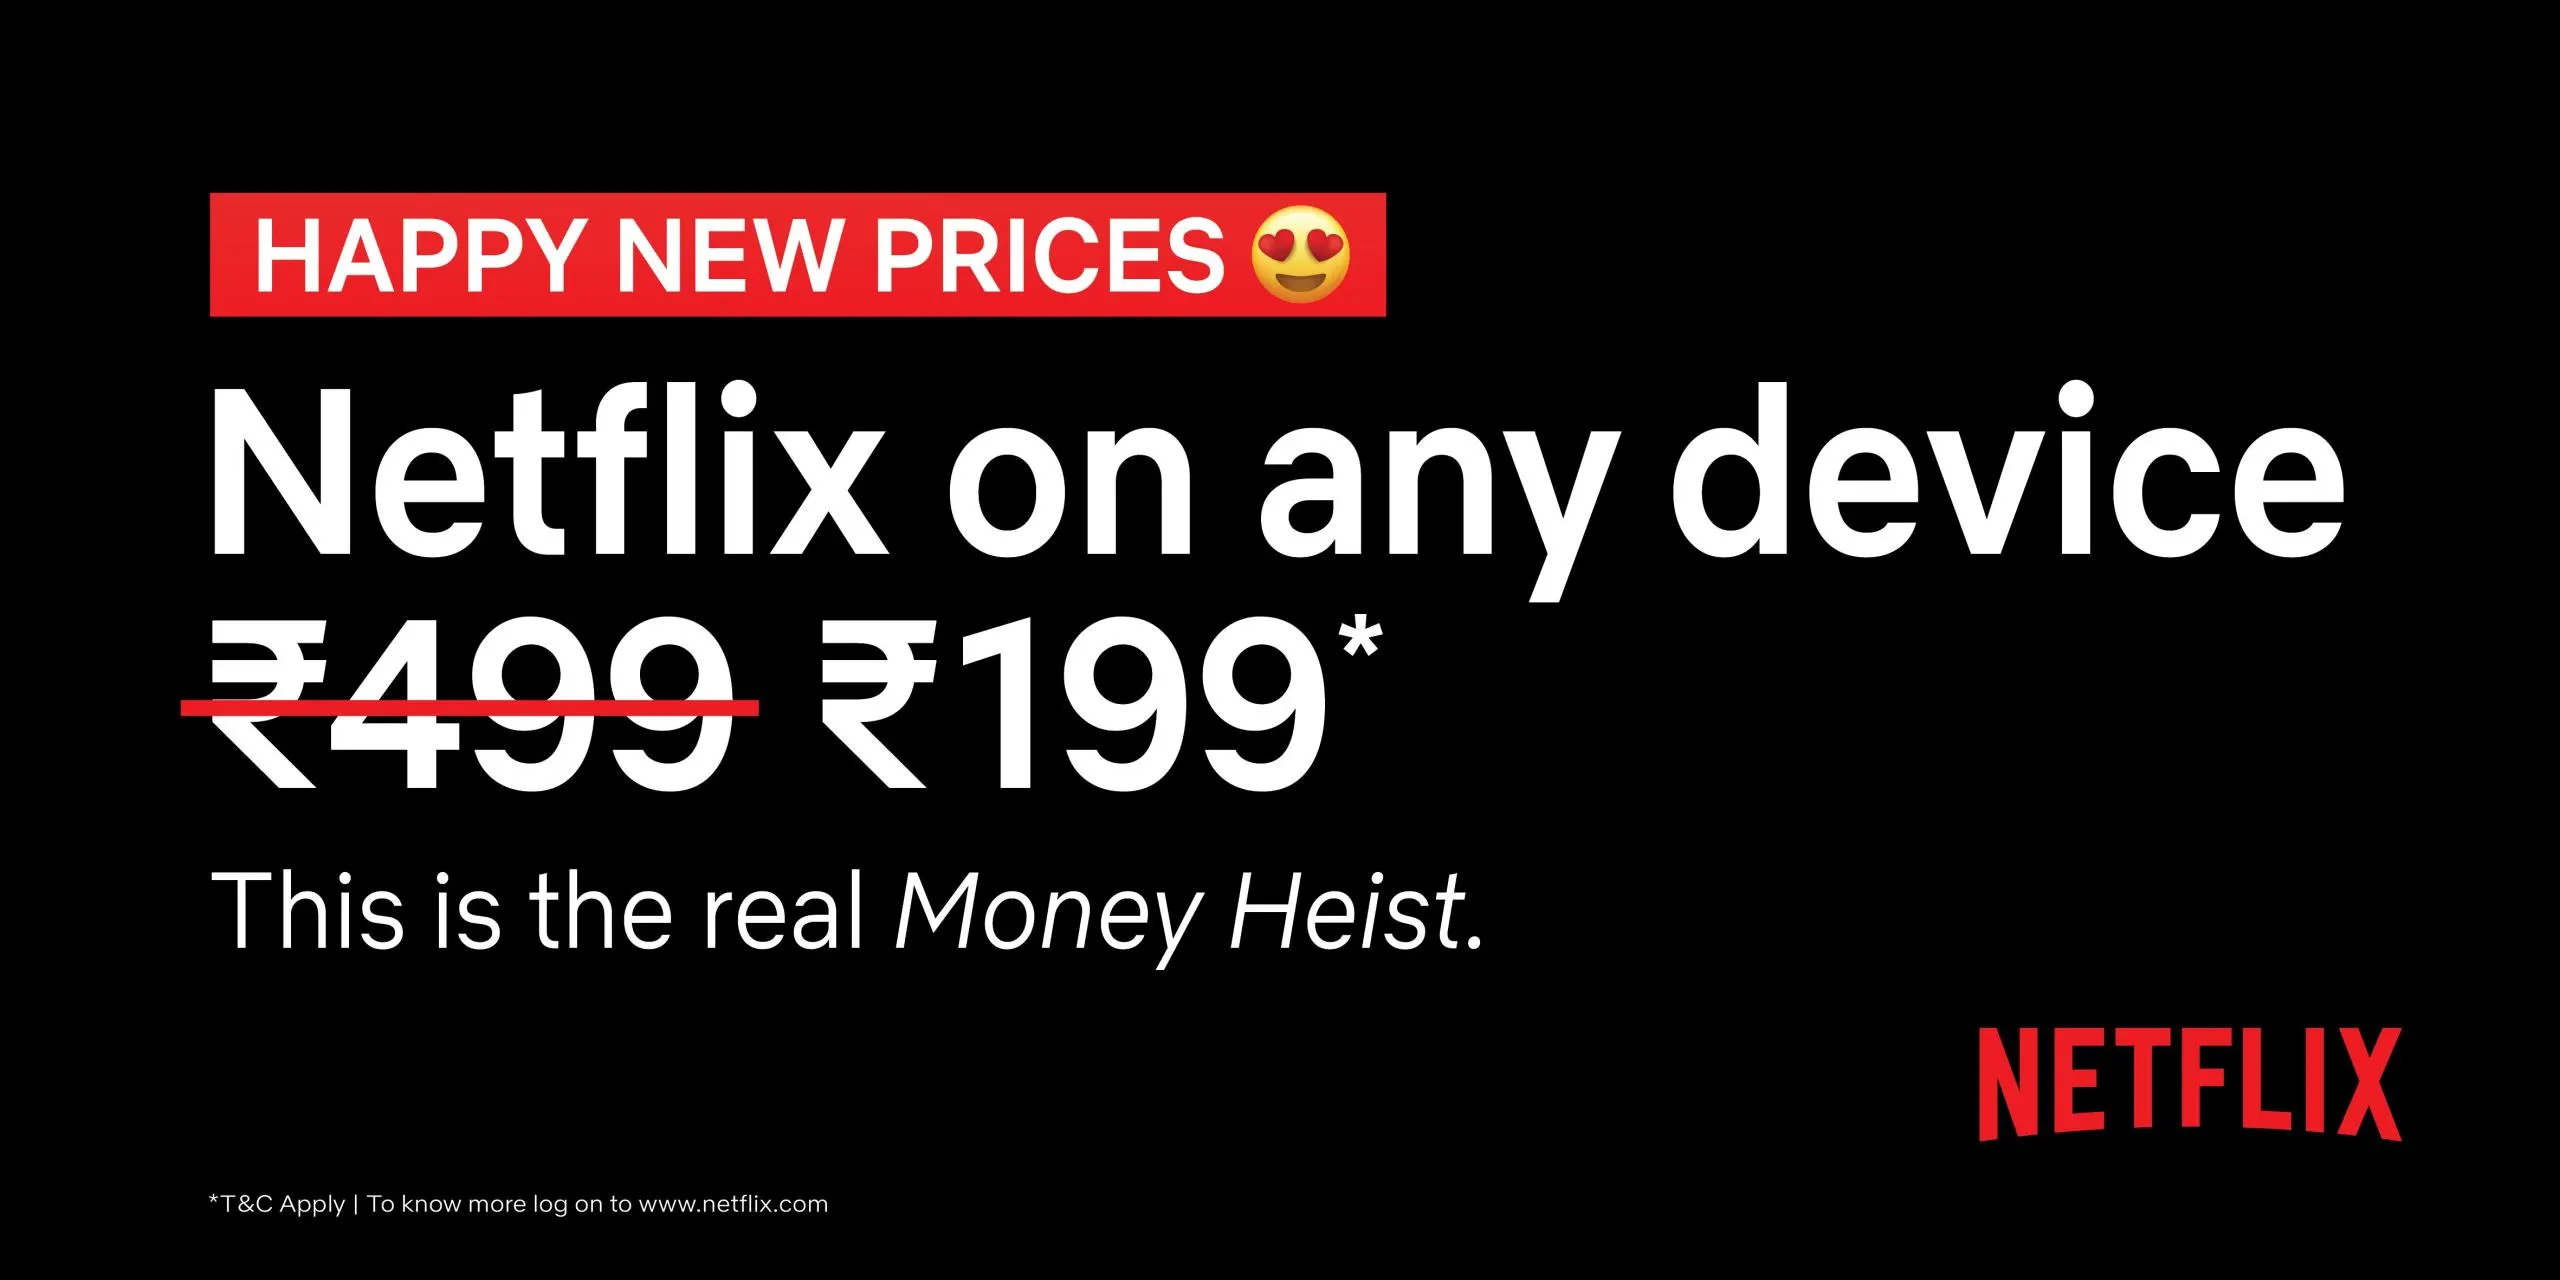 HAPPY NEW PRICES😍
Netflix on any device
₹499 ₹199*
This is the real Money Heist.
NETFLIX
*T&C Apply | To know more log on to www.netflix.com